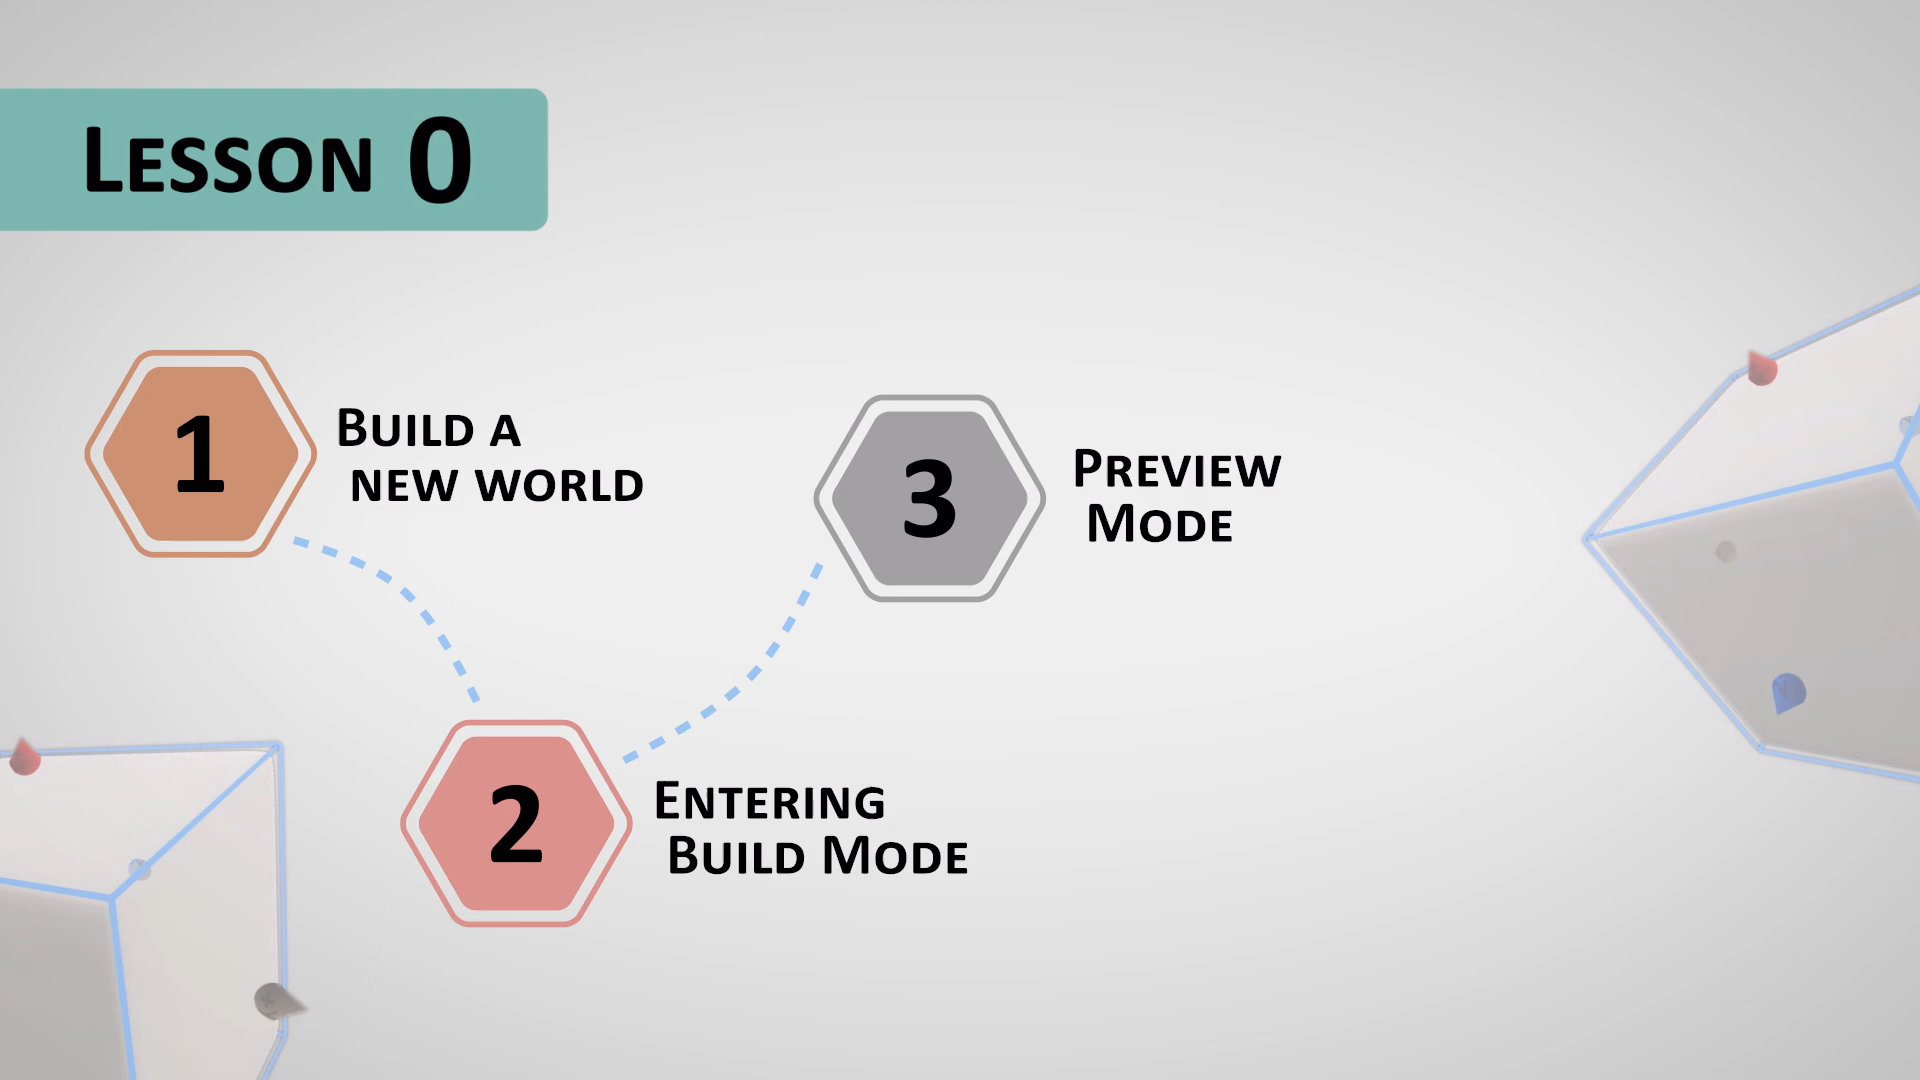 Lesson 0
1
Build a
new world
2
Entering
Build Mode
3
Preview
Mode